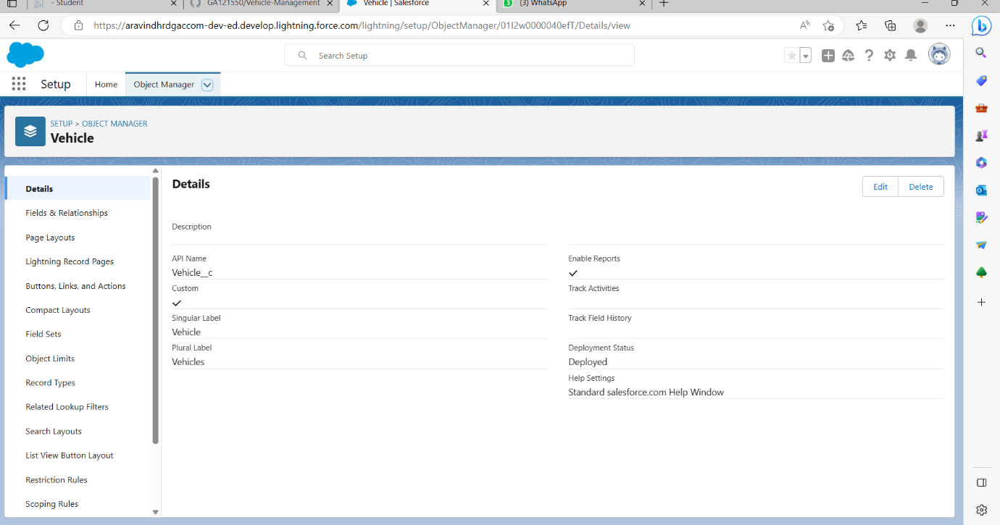 - Student
GA121550/Vehicle-Management
Vehicle | Salesforce
(3) WhatsApp
https://aravindhrdgaccom-dev-ed.develop.lightning.force.com/lightning/setup/ObjectManager/01I2w0000040efT/Details/view
Search Setup
Setup
Home
Object Manager
SETUP > OBJECT MANAGER
Vehicle
Details
Fields & Relationships
Page Layouts
Lightning Record Pages
Buttons, Links, and Actions
Compact Layouts
Field Sets
Object Limits
Record Types
Related Lookup Filters
Search Layouts
List View Button Layout
Restriction Rules
Scoping Rules
Details
Edit
Delete
Description
API Name
Vehicle__c
Custom
Singular Label
Vehicle
Plural Label
Vehicles
Enable Reports
Track Activities
Track Field History
Deployment Status
Deployed
Help Settings
Standard salesforce.com Help Window